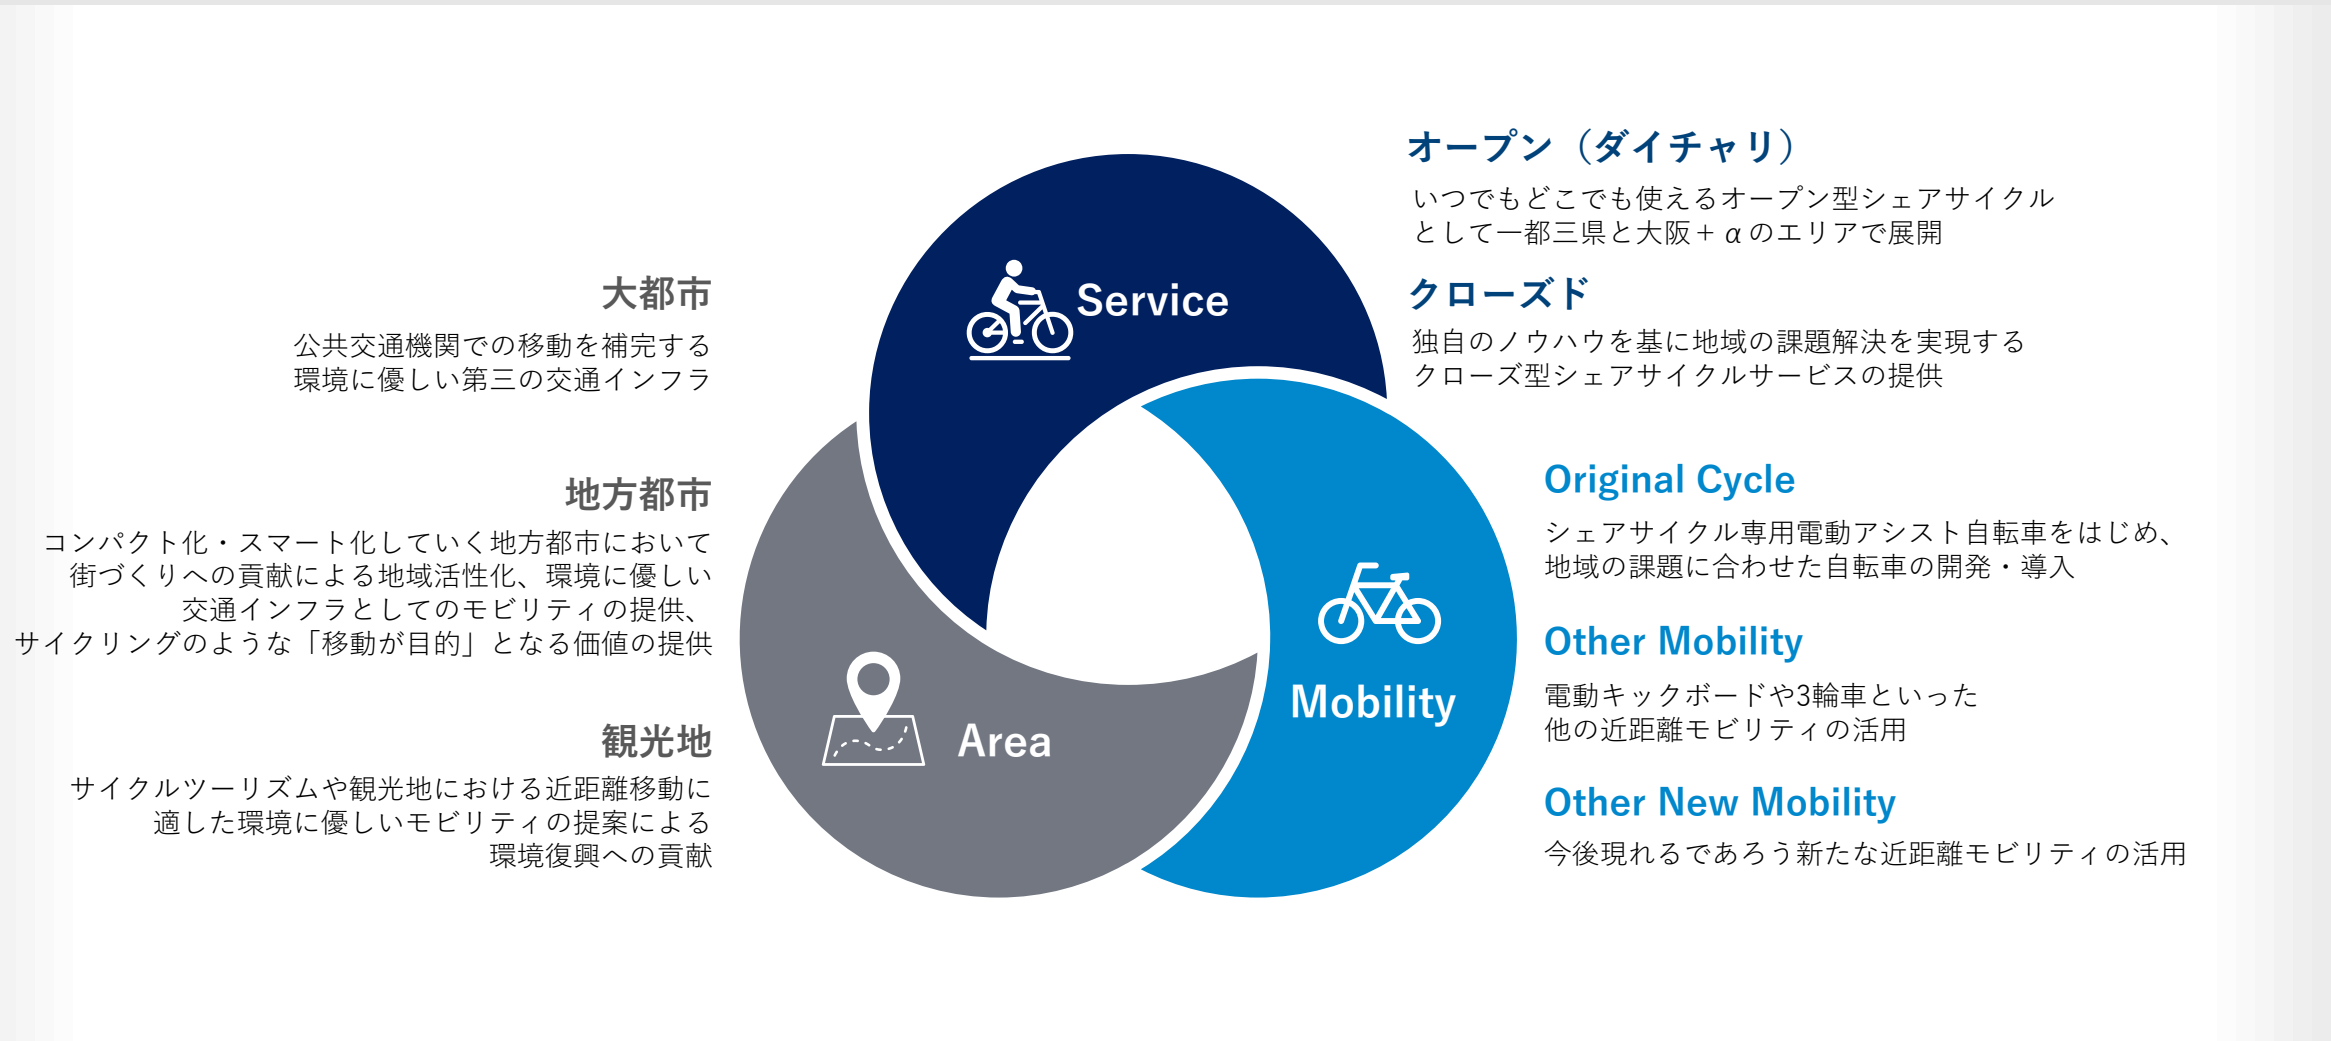 オープン（ダイチャリ）
いつでもどこでも使えるオープン型シェアサイクル
として一都三県と大阪＋αのエリアで展開
クローズド
独自のノウハウを基に地域の課題解決を実現する
クローズ型シェアサイクルサービスの提供
Service
大都市
公共交通機関での移動を補完する
環境に優しい第三の交通インフラ
地方都市
コンパクト化・スマート化していく地方都市において
街づくりへの貢献による地域活性化、環境に優しい
交通インフラとしてのモビリティの提供、
サイクリングのような「移動が目的」となる価値の提供
観光地
サイクルツーリズムや観光地における近距離移動に
適した環境に優しいモビリティの提案による
環境復興への貢献
Area
Mobility
Original Cycle
シェアサイクル専用電動アシスト自転車をはじめ、
地域の課題に合わせた自転車の開発・導入
Other Mobility
電動キックボードや3輪車といった
他の近距離モビリティの活用
Other New Mobility
今後現れるであろう新たな近距離モビリティの活用